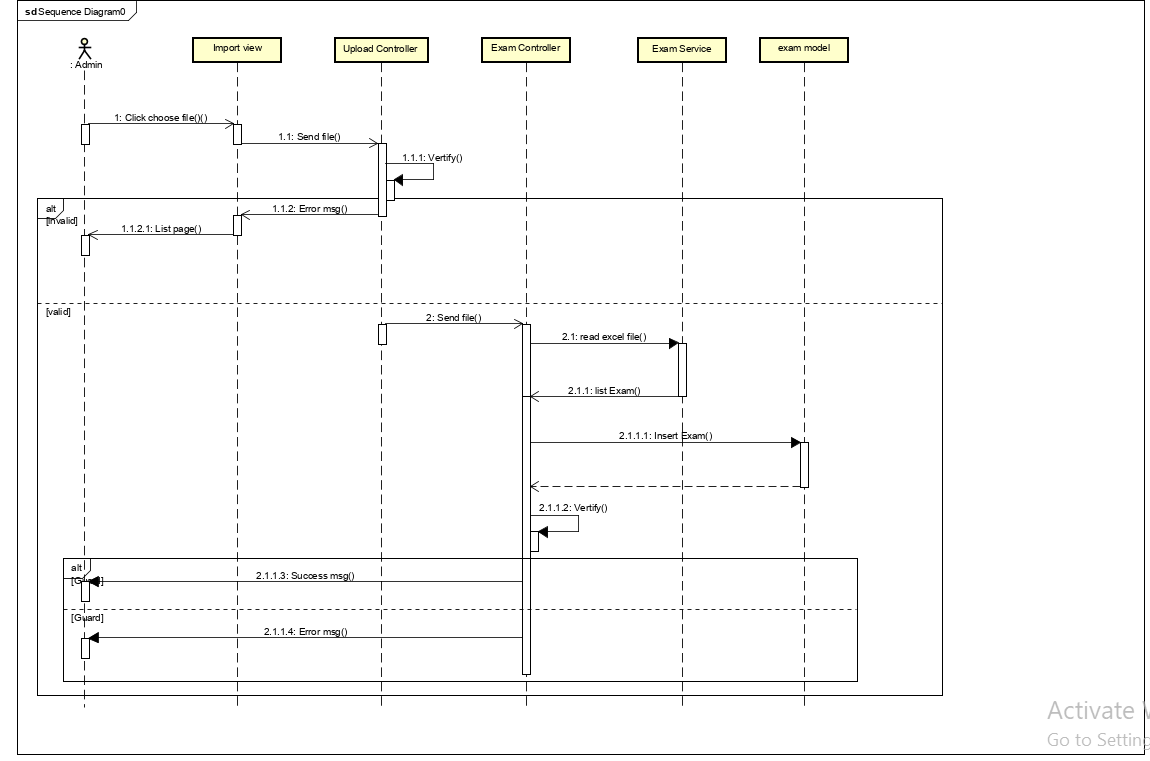 sd Sequence Diagram0
: Admin
Import view
Upload Controller
Exam Controller
Exam Service
exam model
1: Click choose file()()
1.1: Send file()
1.1.1: Vertify()
alt
[Invalid]
1.1.2: Error msg()
1.1.2.1: List page()
[valid]
2: Send file()
2.1: read excel file()
2.1.1: list Exam()
2.1.1.1: Insert Exam()
2.1.1.2: Vertify()
alt
2.1.1.3: Success msg()
[Guard]
2.1.1.4: Error msg()
Activate
Go to Setting